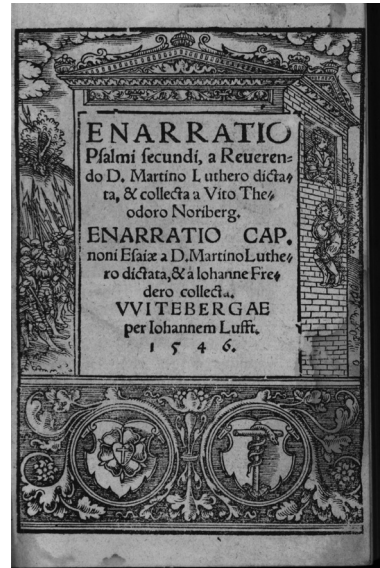 ENARRATIO
Psalmi secundi, a Reueren⸗
do D. Martino Luthero dicta⸗
ta, & collecta a Vito The⸗
odoro Noriberg.
ENARRATIO CAP.
noni Esaiæ a D. Martino Luthe⸗
ro dictata, & à Iohanne Fre⸗
dero collecta.
VVITEBERGAE
per Iohannem Lufft.
1546.